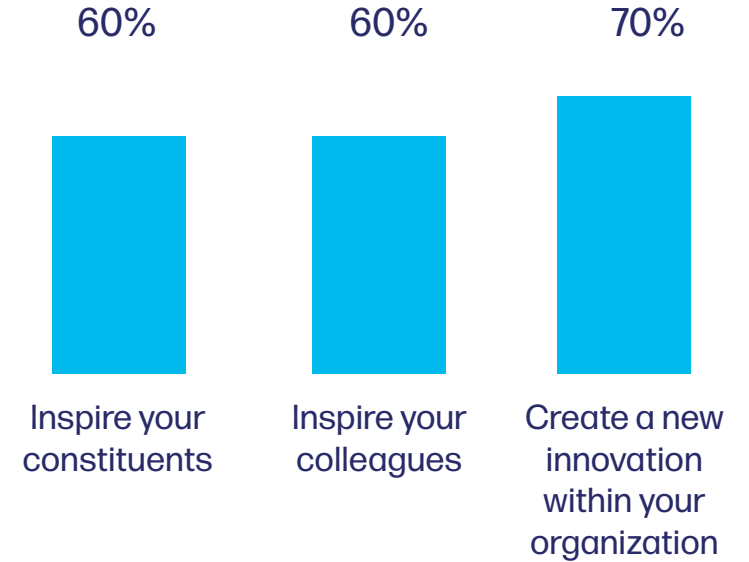 60%
60%
70%
Inspire your
constituents
Inspire your
colleagues
Create a new
innovation
within your
organization